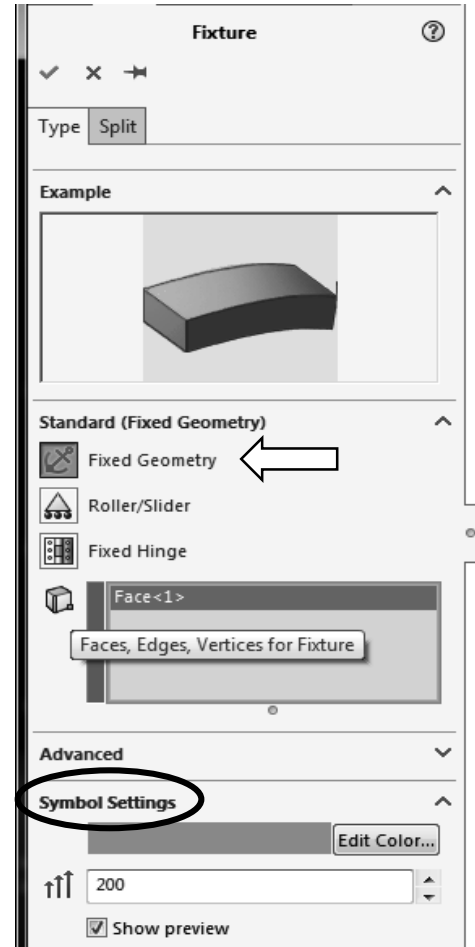 Fixture
Type Split
Example
Standard (Fixed Geometry)
Fixed Geometry
Roller/Slider
Fixed Hinge
Face<1>
Faces, Edges, Vertices for Fixture
Advanced
Symbol Settings
Edit Color...
200
Show preview